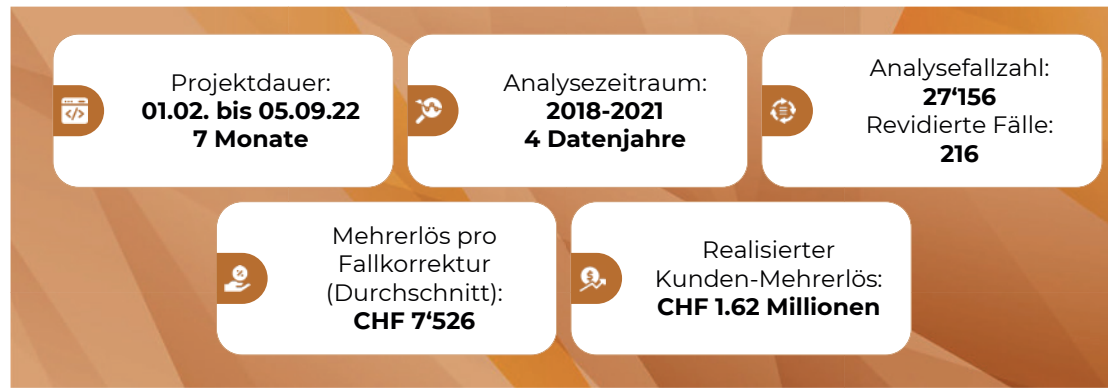 Projektdauer:
01.02. bis 05.09.22
7 Monate
Analysezeitraum:
2018-2021
4 Datenjahre
Analysefallzahl:
27‘156
Revidierte Fälle:
216
Mehrerlös pro
Fallkorrektur
(Durchschnitt):
CHF 7‘526
Realisierter
Kunden-Mehrerlös:
CHF 1.62 Millionen